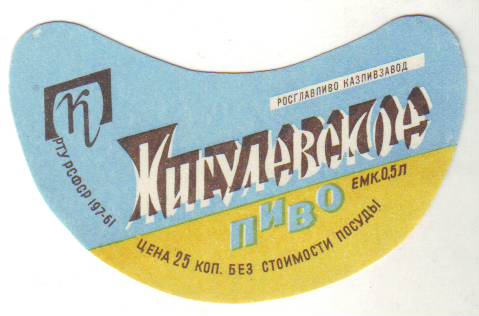 РОСГЛАВПИВО КАЗПИВЗАВОД
К
РТУ РСФСР 197-61
Жигулевское
ПИВО
ЕМК. 0,5Л
ЦЕНА 25 КОП. БЕЗ СТОИМОСТИ ПОСУДЫ